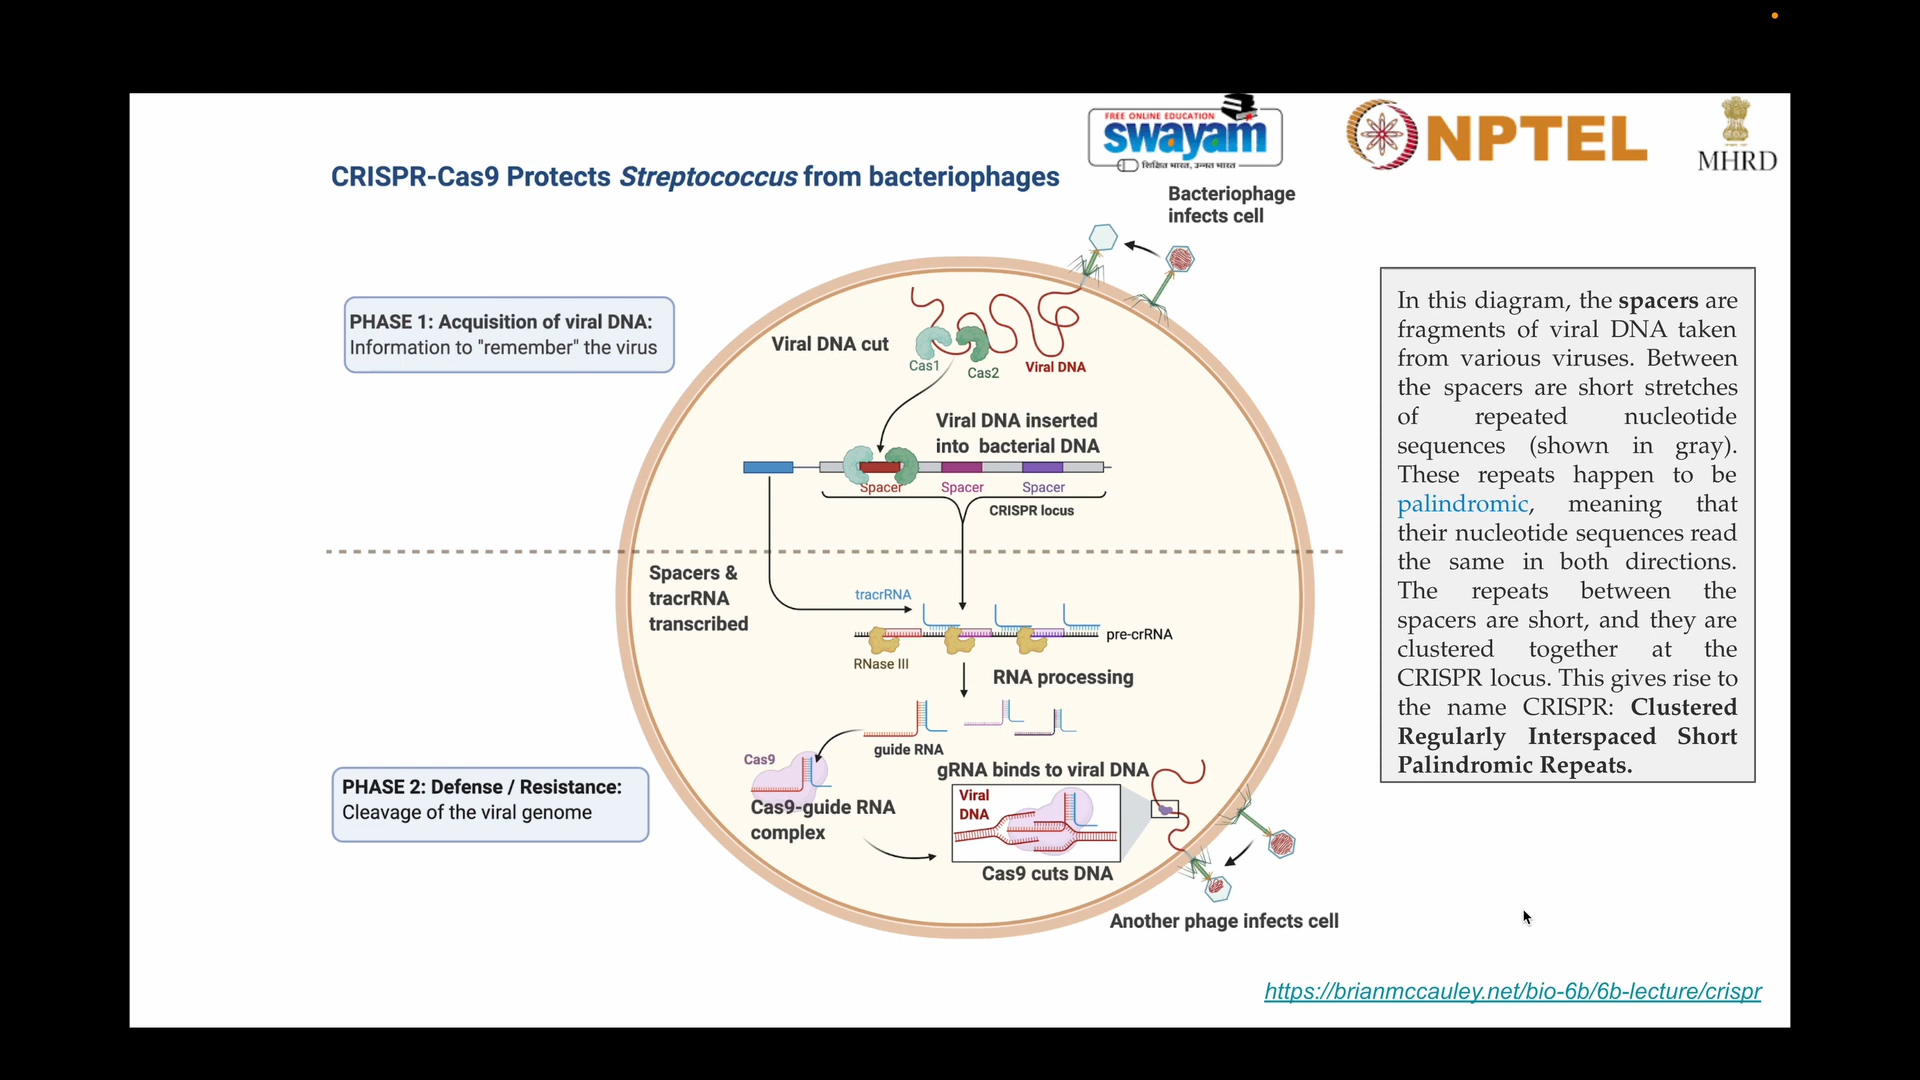 FREE ONLINE EDUCATION
swayam
शिक्षित भारत, उन्नत भारत
NPTEL
MHRD
CRISPR-Cas9 Protects Streptococcus from bacteriophages
Bacteriophage
infects cell
PHASE 1: Acquisition of viral DNA:
Information to "remember" the virus
Viral DNA cut
Cas1
Cas2
Viral DNA
Viral DNA inserted
into bacterial DNA
Spacer
Spacer
Spacer
CRISPR locus
Spacers &
tracrRNA
transcribed
tracrRNA
pre-crRNA
RNase III
RNA processing
guide RNA
Cas9
Cas9-guide RNA
complex
gRNA binds to viral DNA
Viral
DNA
Cas9 cuts DNA
PHASE 2: Defense / Resistance:
Cleavage of the viral genome
Another phage infects cell
In this diagram, the spacers are
fragments of viral DNA taken
from various viruses. Between
the spacers are short stretches
of repeated nucleotide
sequences (shown in gray).
These repeats happen to be
palindromic, meaning that
their nucleotide sequences read
the same in both directions.
The repeats between the
spacers are short, and they are
clustered together at the
CRISPR locus. This gives rise to
the name CRISPR: Clustered
Regularly Interspaced Short
Palindromic Repeats.
https://brianmccauley.net/bio-6b/6b-lecture/crispr